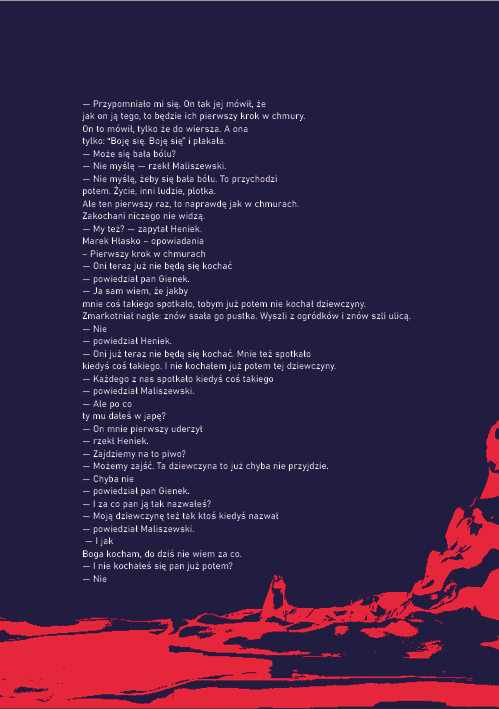 — Przypomniało mi się. On tak jej mówił, że
jak on ją tego, to będzie ich pierwszy krok w chmury.
On to mówił, tylko że do wiersza. A ona
tylko: “Boję się. Boję się” i płakała.
— Może się bała bólu?
— Nie myślę — rzekł Maliszewski.
— Nie myślę, żeby się bała bólu. To przychodzi
potem. Życie, inni ludzie, plotka.
Ale ten pierwszy raz, to naprawdę jak w chmurach.
Zakochani niczego nie widzą.
— My też? — zapytał Heniek.
Marek Hłasko – opowiadania
– Pierwszy krok w chmurach
— Oni teraz już nie będą się kochać
— powiedział pan Gienek.
— Ja sam wiem, że jakby
mnie coś takiego spotkało, tobym już potem nie kochał dziewczyny.
Zmarkotniał nagle: znów ssała go pustka. Wyszli z ogródków i znów szli ulicą.
— Nie
— powiedział Heniek.
— Oni już teraz nie będą się kochać. Mnie też spotkało
kiedyś coś takiego. I nie kochałem już potem tej dziewczyny.
— Każdego z nas spotkało kiedyś coś takiego
— powiedział Maliszewski.
— Ale po co
ty mu dałeś w japę?
— On mnie pierwszy uderzył
— rzekł Heniek.
— Zajdziemy na to piwo?
— Możemy zajść. Ta dziewczyna to już chyba nie przyjdzie.
— Chyba nie
— powiedział pan Gienek.
— I za co pan ją tak nazwałeś?
— Moją dziewczynę też tak ktoś kiedyś nazwał
— powiedział Maliszewski.
— I jak
Boga kocham, do dziś nie wiem za co.
— I nie kochałeś się pan już potem?
— Nie